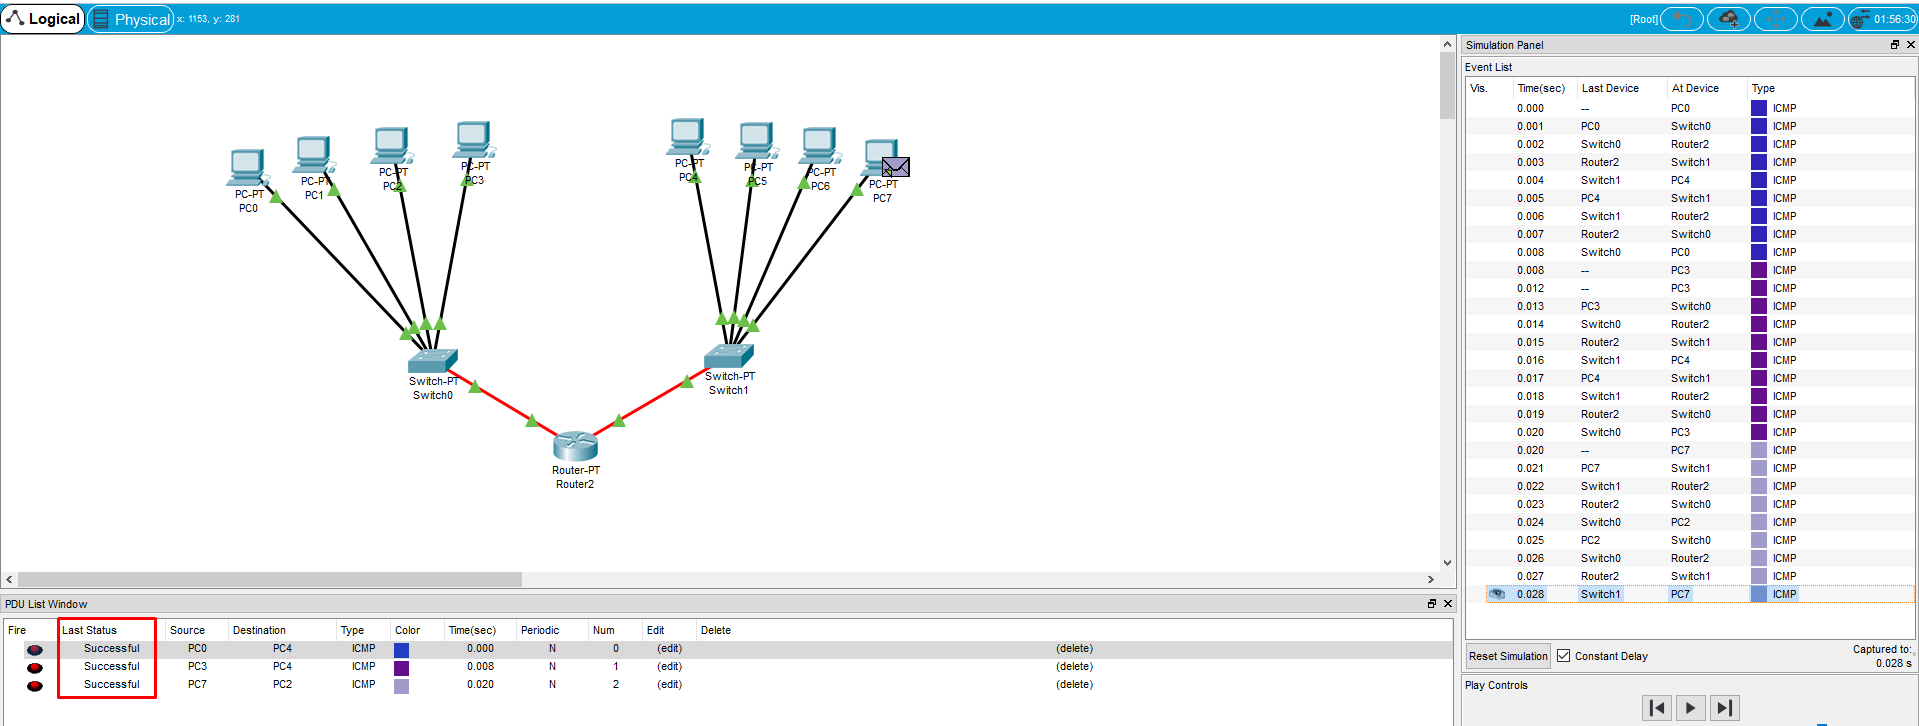 Logical Physical x: 1153, y: 281 [Root] 01:56:30
PC-PT
PC0
PC-PT
PC1
PC-PT
PC2
PC-PT
PC3
PC-PT
PC4
PC-PT
PC5
PC-PT
PC6
PC-PT
PC7
Switch-PT
Switch0
Switch-PT
Switch1
Router-PT
Router2
Simulation Panel
Event List
Vis. Time(sec) Last Device At Device Type
0.000 -- PC0 ICMP
0.001 PC0 Switch0 ICMP
0.002 Switch0 Router2 ICMP
0.003 Router2 Switch1 ICMP
0.004 Switch1 PC4 ICMP
0.005 PC4 Switch1 ICMP
0.006 Switch1 Router2 ICMP
0.007 Router2 Switch0 ICMP
0.008 Switch0 PC0 ICMP
0.008 -- PC3 ICMP
0.012 -- PC3 ICMP
0.013 PC3 Switch0 ICMP
0.014 Switch0 Router2 ICMP
0.015 Router2 Switch1 ICMP
0.016 Switch1 PC4 ICMP
0.017 PC4 Switch1 ICMP
0.018 Switch1 Router2 ICMP
0.019 Router2 Switch0 ICMP
0.020 Switch0 PC3 ICMP
0.020 -- PC7 ICMP
0.021 PC7 Switch1 ICMP
0.022 Switch1 Router2 ICMP
0.023 Router2 Switch0 ICMP
0.024 Switch0 PC2 ICMP
0.025 PC2 Switch0 ICMP
0.026 Switch0 Router2 ICMP
0.027 Router2 Switch1 ICMP
0.028 Switch1 PC7 ICMP
Reset Simulation Constant Delay Captured to:
0.028 s
Play Controls
PDU List Window
Fire Last Status Source Destination Type Color Time(sec) Periodic Num Edit Delete
Successful PC0 PC4 ICMP 0.000 N 0 (edit) (delete)
Successful PC3 PC4 ICMP 0.008 N 1 (edit) (delete)
Successful PC7 PC2 ICMP 0.020 N 2 (edit) (delete)